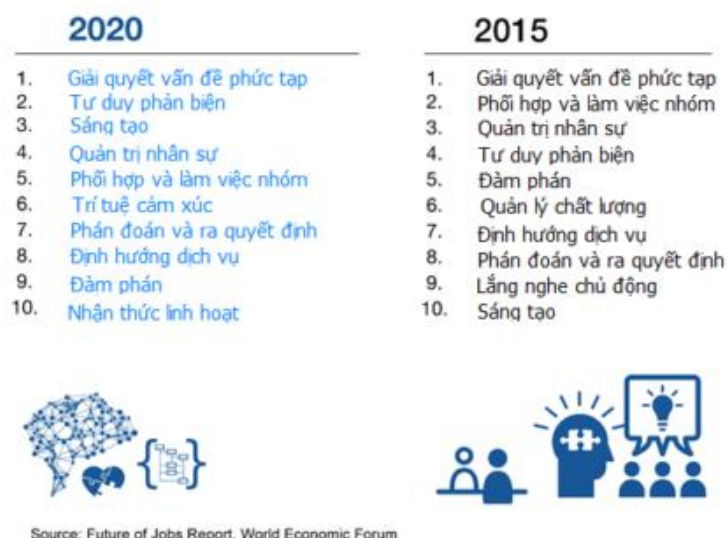 2020
1. Giải quyết vấn đề phức tạp
2. Tư duy phản biện
3. Sáng tạo
4. Quản trị nhân sự
5. Phối hợp và làm việc nhóm
6. Trí tuệ cảm xúc
7. Phán đoán và ra quyết định
8. Định hướng dịch vụ
9. Đàm phán
10. Nhận thức linh hoạt
2015
1. Giải quyết vấn đề phức tạp
2. Phối hợp và làm việc nhóm
3. Quản trị nhân sự
4. Tư duy phản biện
5. Đàm phán
6. Quản lý chất lượng
7. Định hướng dịch vụ
8. Phán đoán và ra quyết định
9. Lắng nghe chủ động
10. Sáng tạo
Source: Future of Jobs Report, World Economic Forum